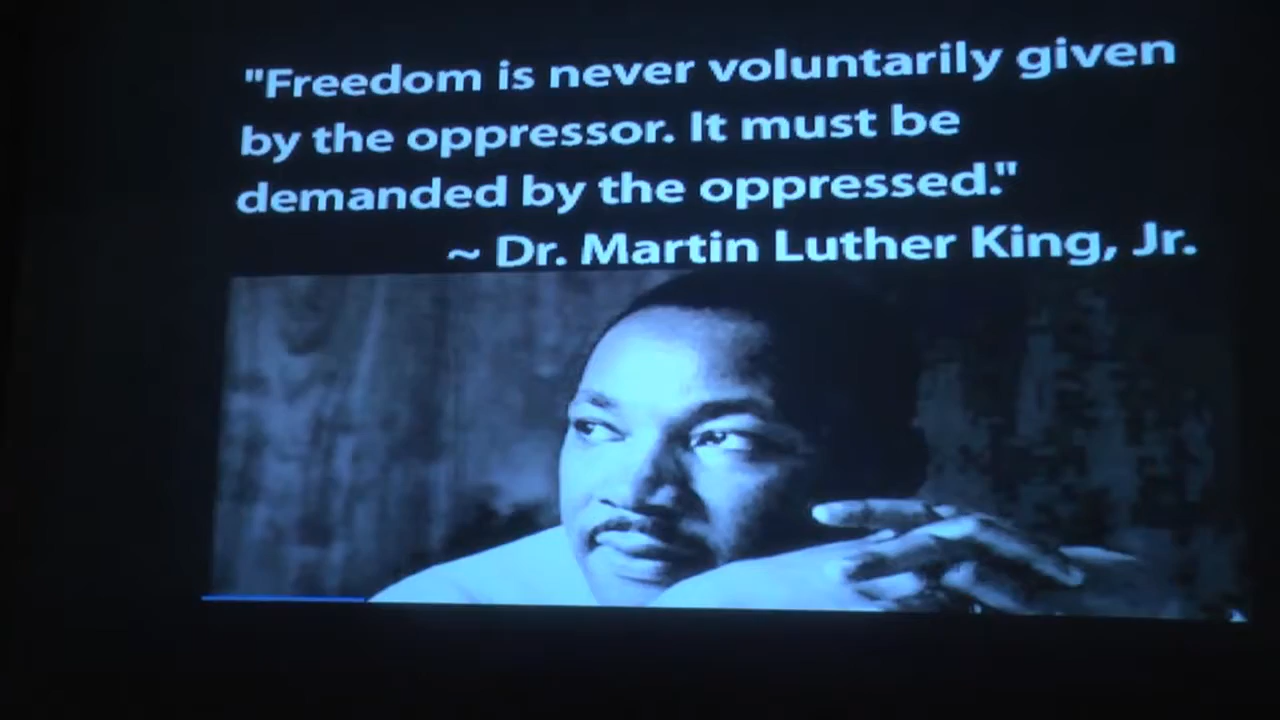 "Freedom is never voluntarily given
by the oppressor. It must be
demanded by the oppressed."
~ Dr. Martin Luther King, Jr.